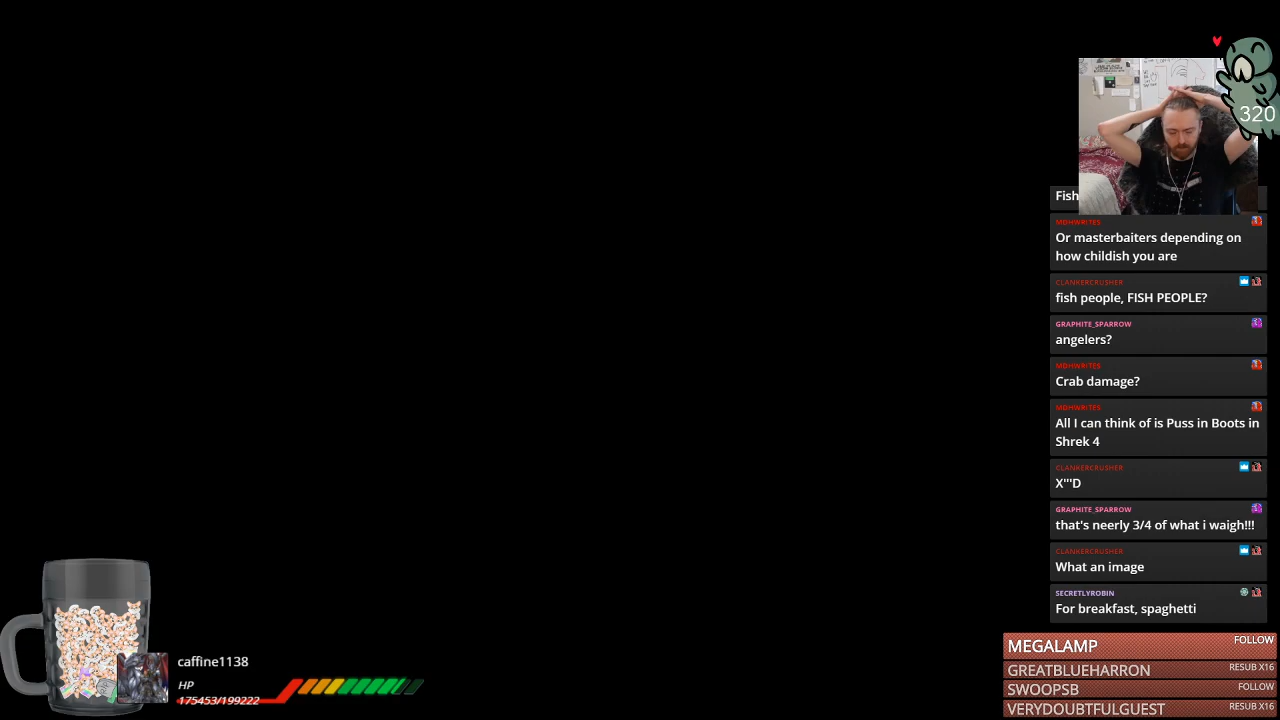 320
Fish
MDHWRITES
Or masterbaiters depending on
how childish you are
CLANKERCRUSHER
fish people, FISH PEOPLE?
GRAPHITE_SPARROW
angelers?
MDHWRITES
Crab damage?
MDHWRITES
All I can think of is Puss in Boots in
Shrek 4
CLANKERCRUSHER
X'''D
GRAPHITE_SPARROW
that's neerly 3/4 of what i waigh!!!
CLANKERCRUSHER
What an image
SECRETLYROBIN
For breakfast, spaghetti
MEGALAMP FOLLOW
GREATBLUEHARRON RESUB X16
SWOOPSB FOLLOW
VERYDOUBTFULGUEST RESUB X16
caffine1138
HP
175453/199222